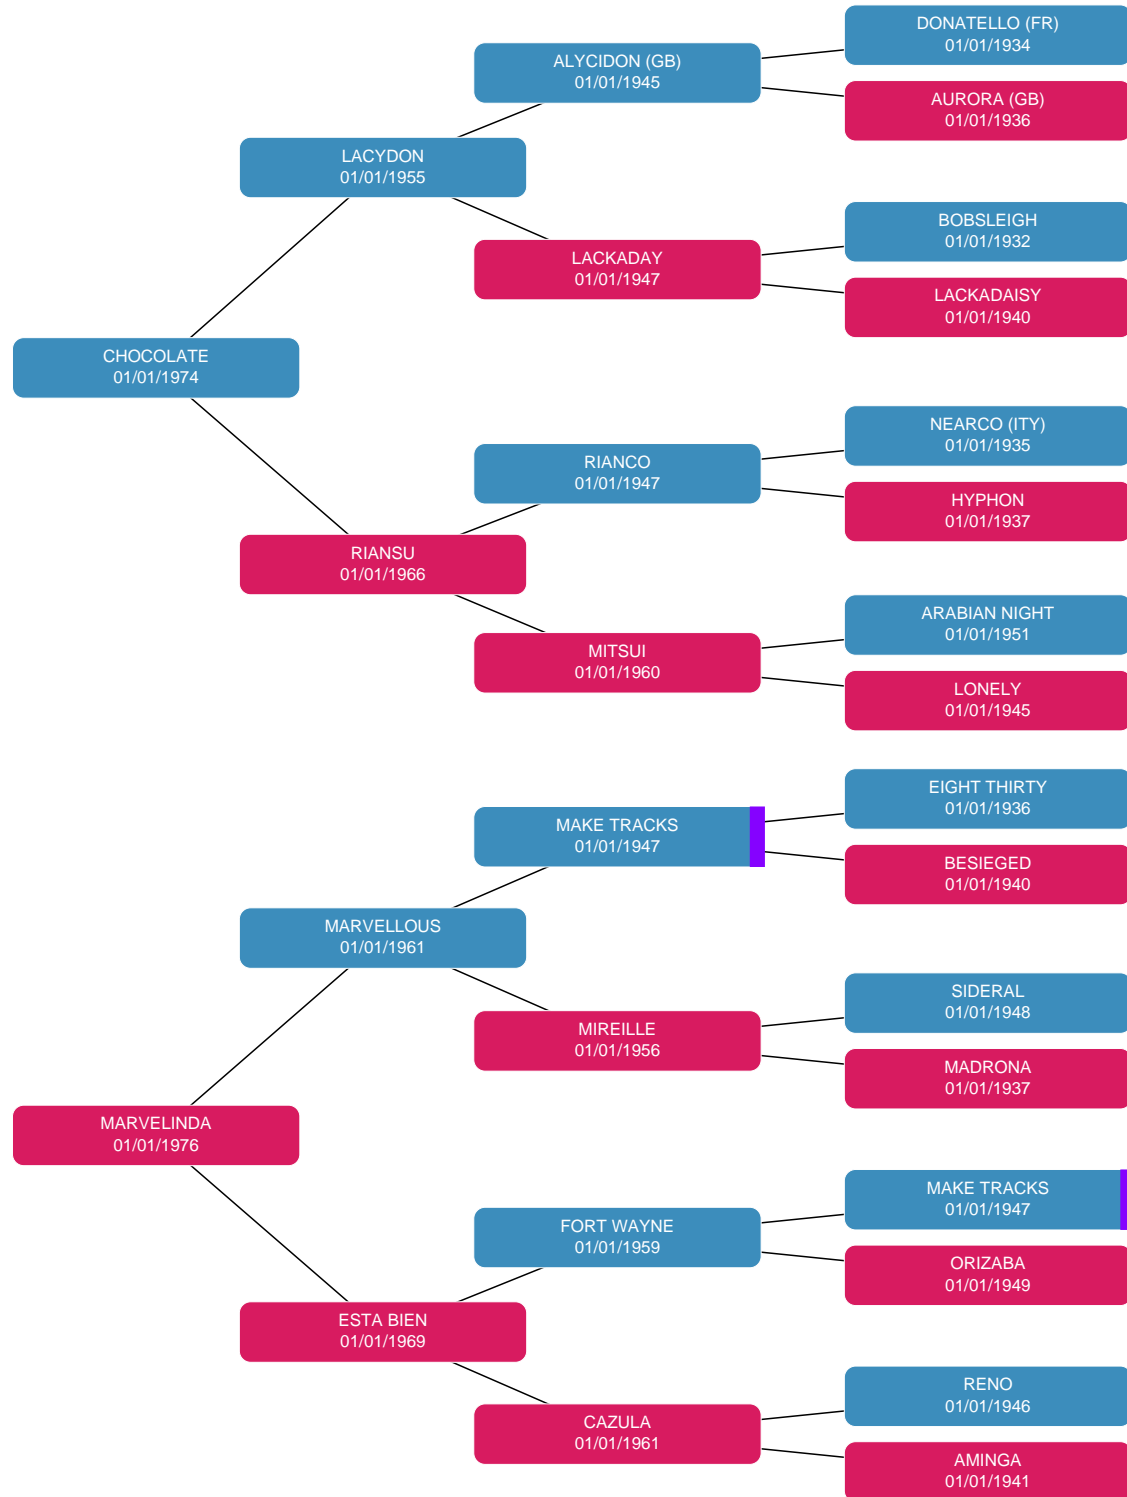 DONATELLO (FR)
01/01/1934
ALYCIDON (GB)
01/01/1945
AURORA (GB)
01/01/1936
LACYDON
01/01/1955
BOBSLEIGH
01/01/1932
LACKADAY
01/01/1947
LACKADAISY
01/01/1940
CHOCOLATE
01/01/1974
NEARCO (ITY)
01/01/1935
RIANCO
01/01/1947
HYPHON
01/01/1937
RIANSU
01/01/1966
ARABIAN NIGHT
01/01/1951
MITSUI
01/01/1960
LONELY
01/01/1945
EIGHT THIRTY
01/01/1936
MAKE TRACKS
01/01/1947
BESIEGED
01/01/1940
MARVELLOUS
01/01/1961
SIDERAL
01/01/1948
MIREILLE
01/01/1956
MADRONA
01/01/1937
MARVELINDA
01/01/1976
MAKE TRACKS
01/01/1947
FORT WAYNE
01/01/1959
ORIZABA
01/01/1949
ESTA BIEN
01/01/1969
RENO
01/01/1946
CAZULA
01/01/1961
AMINGA
01/01/1941